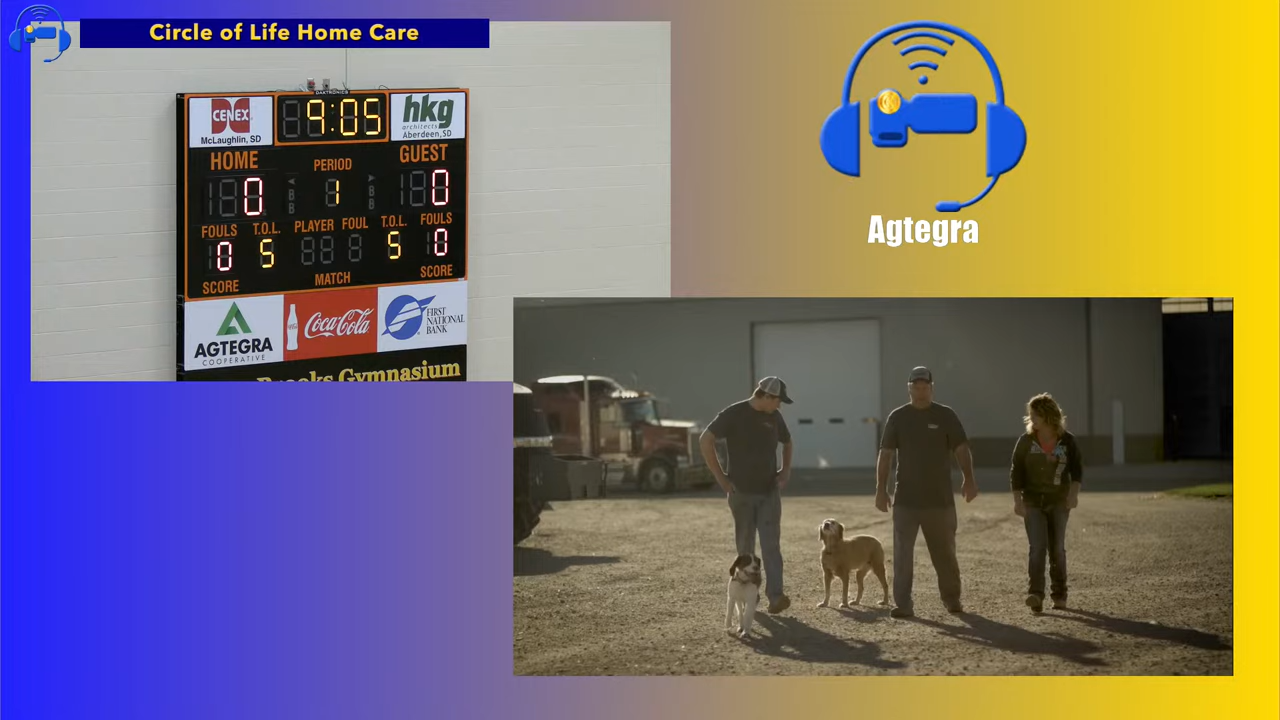 Circle of Life Home Care
DAKTRONICS
CENEX
McLaughlin, SD
9:05
hkg
architects
Aberdeen, SD
HOME
PERIOD
GUEST
0
1
0
B
B
B
B
FOULS
T.O.L.
PLAYER
FOUL
T.O.L.
FOULS
0
5
5
0
SCORE
MATCH
SCORE
AGTEGRA
COOPERATIVE
Coca-Cola
FIRST
NATIONAL
BANK
Brooks Gymnasium
Agtegra